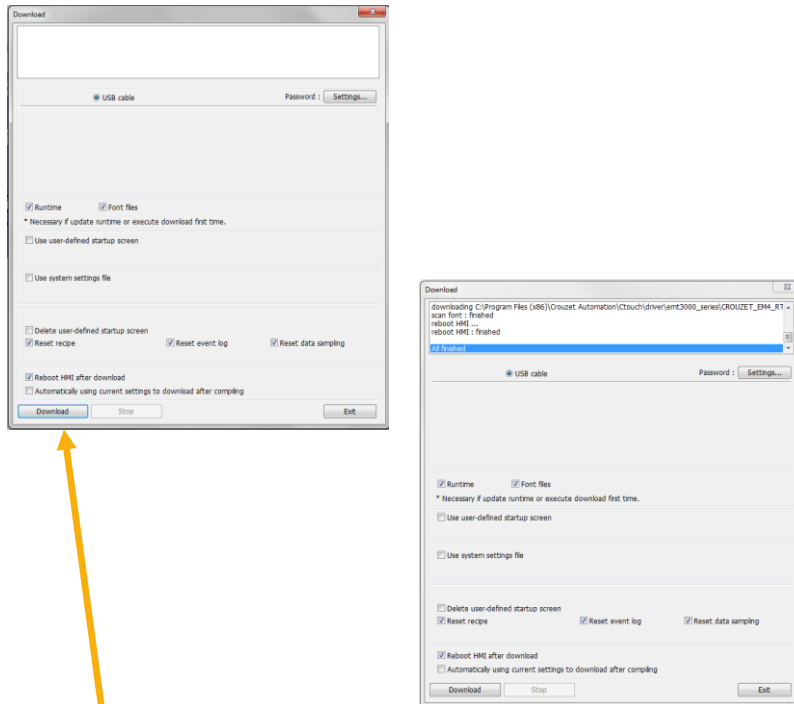 Download
USB cable
Password : Settings...
Runtime Font files
* Necessary if update runtime or execute download first time.
Use user-defined startup screen
Use system settings file
Delete user-defined startup screen
Reset recipe Reset event log Reset data sampling
Reboot HMI after download
Automatically using current settings to download after compiling
Download Stop Exit
Download
downloading C:\Program Files (x86)\Crouzet Automation\Ctouch\driver\emt3000_series\CROUZET_EM4_RT
scan font : finished
reboot HMI ...
reboot HMI : finished
All finished
USB cable
Password : Settings...
Runtime Font files
* Necessary if update runtime or execute download first time.
Use user-defined startup screen
Use system settings file
Delete user-defined startup screen
Reset recipe Reset event log Reset data sampling
Reboot HMI after download
Automatically using current settings to download after compiling
Download Stop Exit